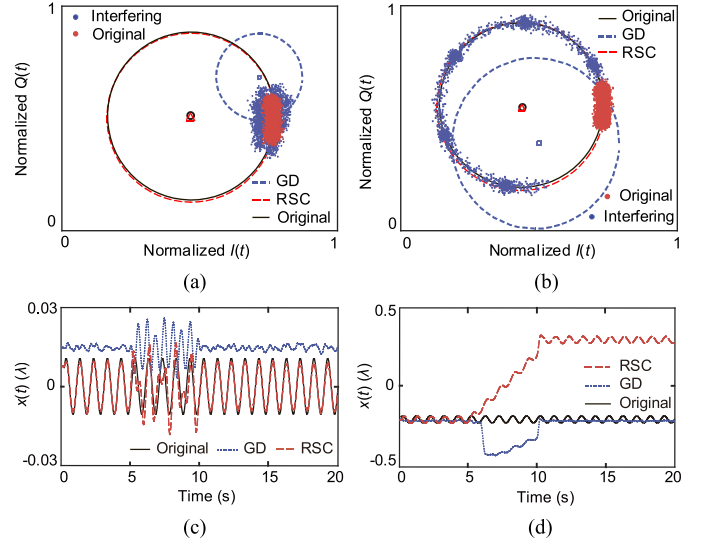 1
Interfering
Original
Normalized Q(t)
GD
RSC
Original
0
0
Normalized I(t)
1
(a)
1
Original
GD
RSC
Normalized Q(t)
Original
Interfering
0
0
Normalized I(t)
1
(b)
0.03
x(t) (λ)
0
-0.03
Original GD RSC
0 5 10 15 20
Time (s)
(c)
0.5
x(t) (λ)
0
RSC
GD
Original
-0.5
0 5 10 15 20
Time (s)
(d)